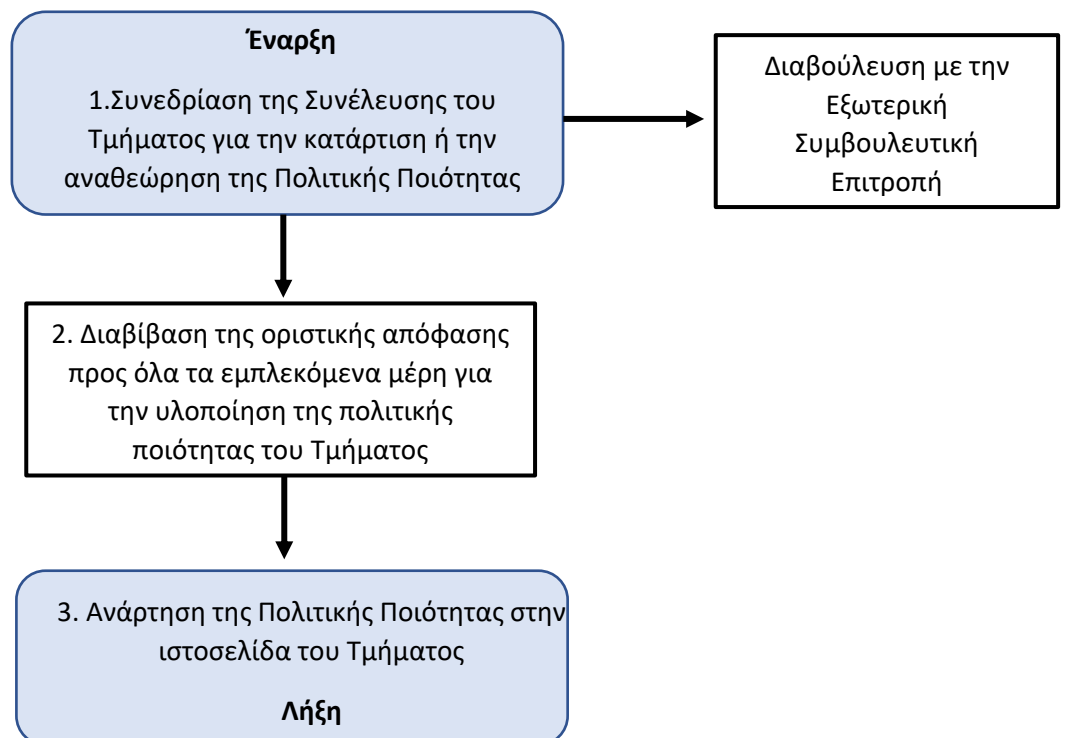 Έναρξη
1.Συνεδρίαση της Συνέλευσης του
Τμήματος για την κατάρτιση ή την
αναθεώρηση της Πολιτικής Ποιότητας
Διαβούλευση με την
Εξωτερική
Συμβουλευτική
Επιτροπή
2. Διαβίβαση της οριστικής απόφασης
προς όλα τα εμπλεκόμενα μέρη για
την υλοποίηση της πολιτικής
ποιότητας του Τμήματος
3. Ανάρτηση της Πολιτικής Ποιότητας στην
ιστοσελίδα του Τμήματος
Λήξη